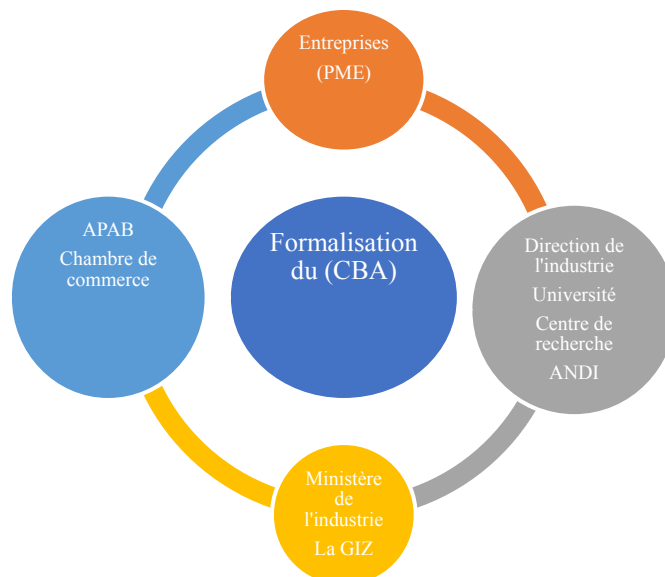 Entreprises
(PME)
APAB
Chambre de
commerce
Formalisation
du (CBA)
Direction de
l'industrie
Université
Centre de
recherche
ANDI
Ministère
de
l'industrie
La GIZ